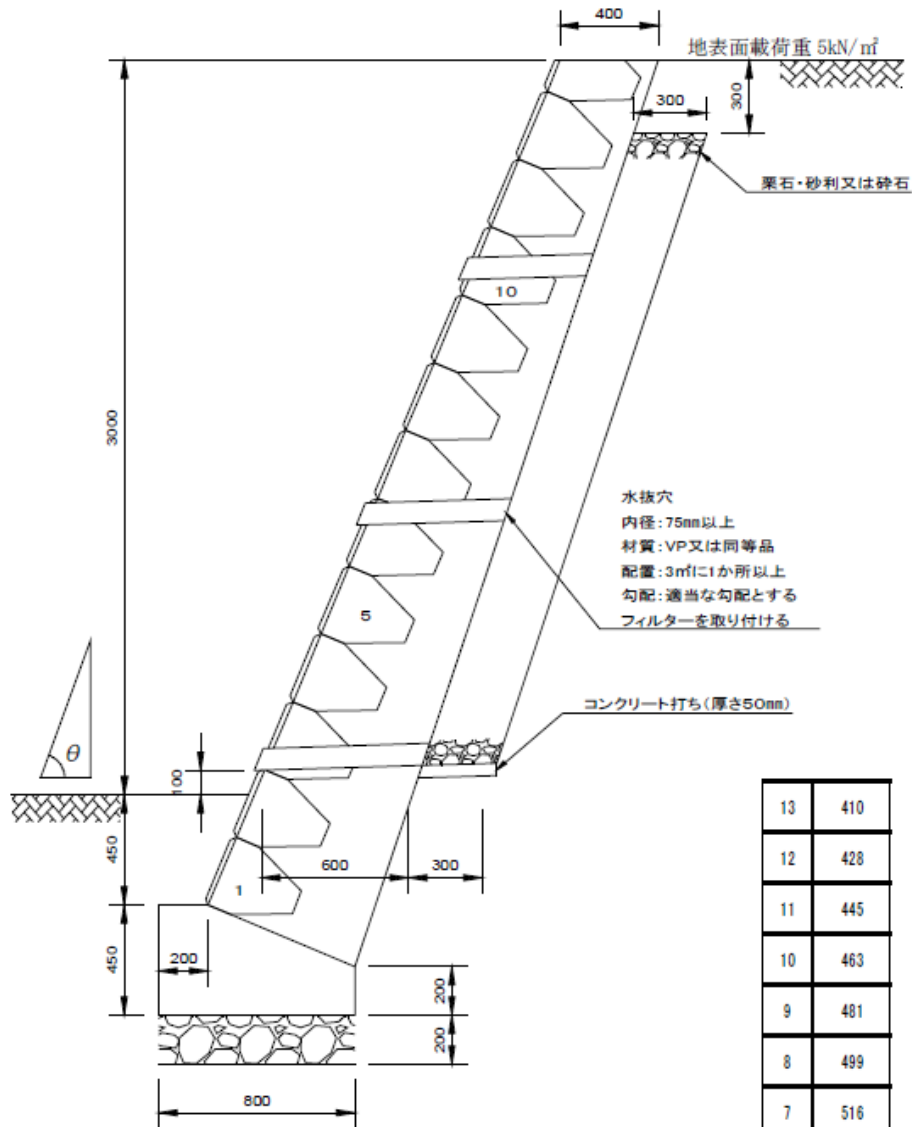 400
地表面載荷重 5kN/㎡
300
300
栗石・砂利又は砕石
10
3000
水抜穴
内径：75㎜以上
材質：VP又は同等品
配置：3㎡に1か所以上
勾配：適当な勾配とする
フィルターを取り付ける
5
コンクリート打ち(厚さ50㎜)
θ
100
450
600
300
1
450
200
200
200
800
13 410
12 428
11 445
10 463
9 481
8 499
7 516